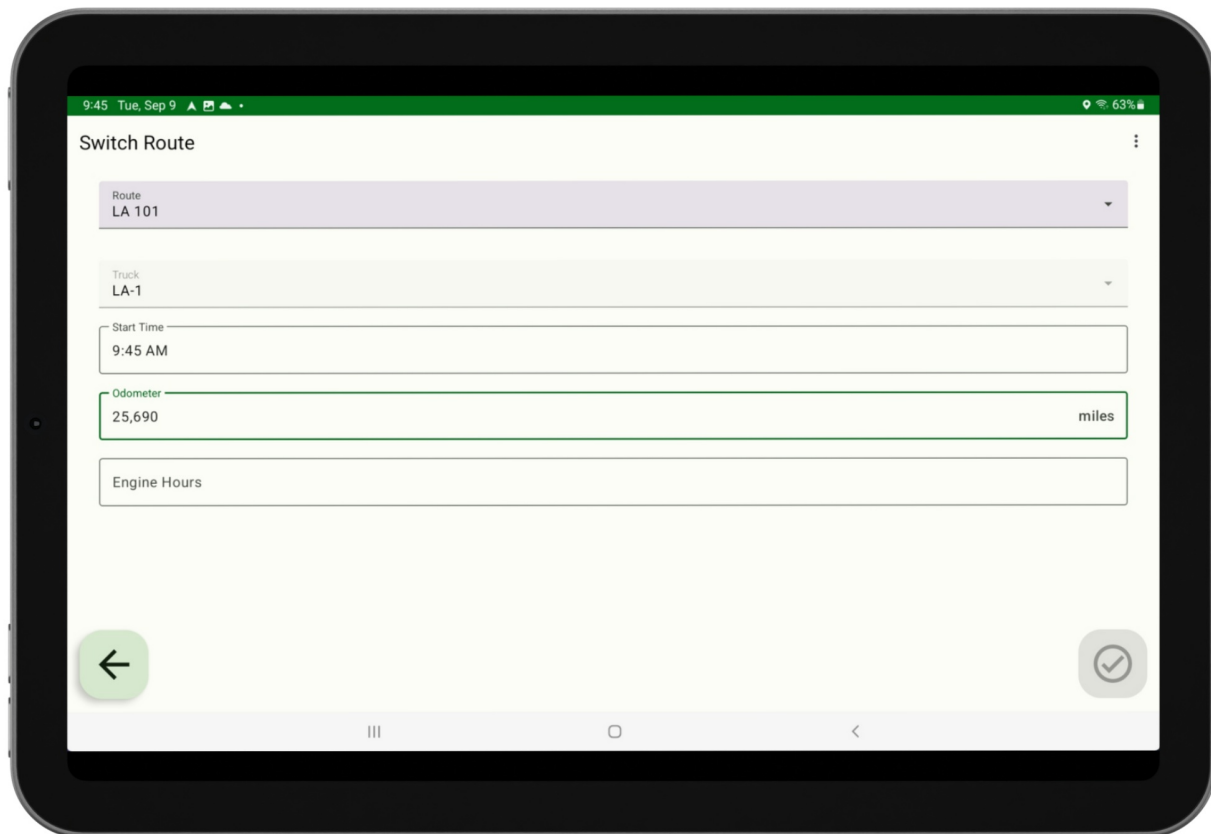 9:45 Tue, Sep 9
63%
Switch Route
Route
LA 101
Truck
LA-1
Start Time
9:45 AM
Odometer
25,690 miles
Engine Hours